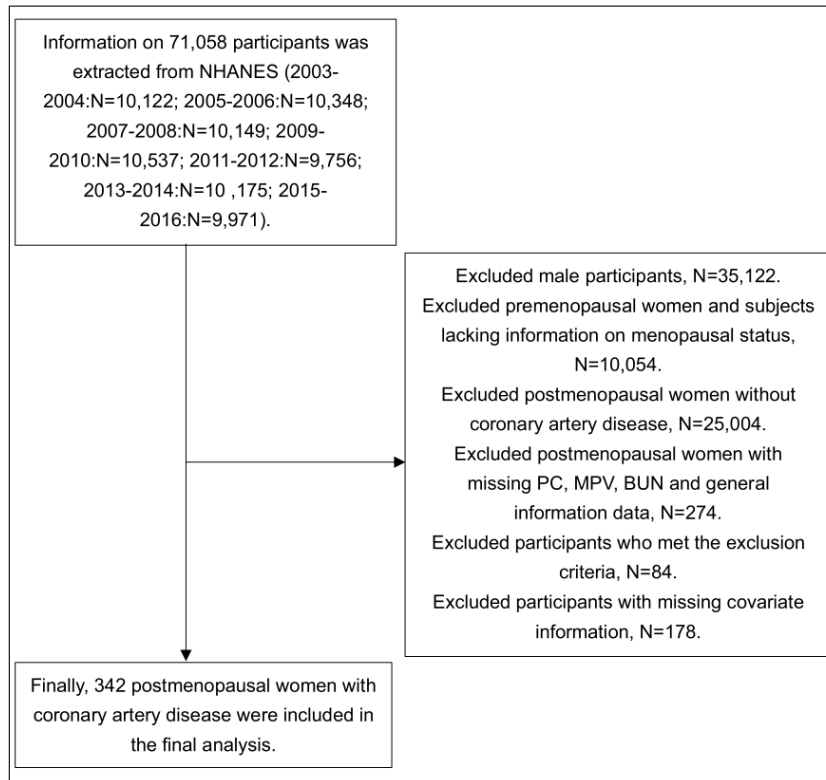 Information on 71,058 participants was
extracted from NHANES (2003-
2004:N=10,122; 2005-2006:N=10,348;
2007-2008:N=10,149; 2009-
2010:N=10,537; 2011-2012:N=9,756;
2013-2014:N=10 ,175; 2015-
2016:N=9,971).
Excluded male participants, N=35,122.
Excluded premenopausal women and subjects
lacking information on menopausal status,
N=10,054.
Excluded postmenopausal women without
coronary artery disease, N=25,004.
Excluded postmenopausal women with
missing PC, MPV, BUN and general
information data, N=274.
Excluded participants who met the exclusion
criteria, N=84.
Excluded participants with missing covariate
information, N=178.
Finally, 342 postmenopausal women with
coronary artery disease were included in
the final analysis.